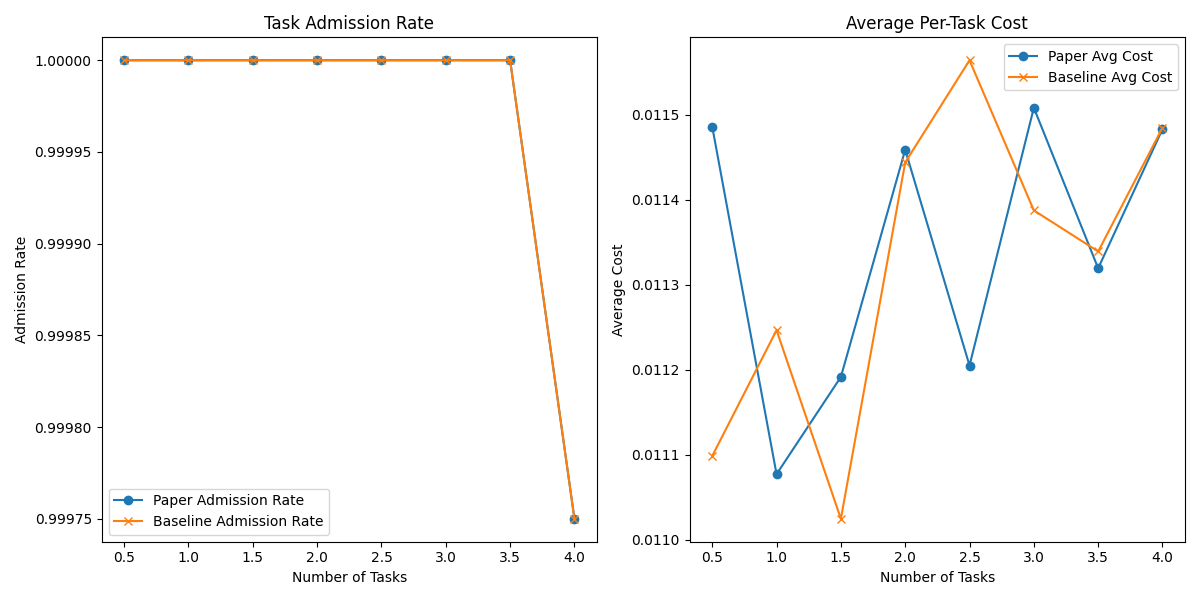 Task Admission Rate
Admission Rate
1.00000
0.99995
0.99990
0.99985
0.99980
0.99975
Paper Admission Rate
Baseline Admission Rate
0.5 1.0 1.5 2.0 2.5 3.0 3.5 4.0
Number of Tasks
Average Per-Task Cost
Average Cost
0.0115
0.0114
0.0113
0.0112
0.0111
0.0110
Paper Avg Cost
Baseline Avg Cost
0.5 1.0 1.5 2.0 2.5 3.0 3.5 4.0
Number of Tasks